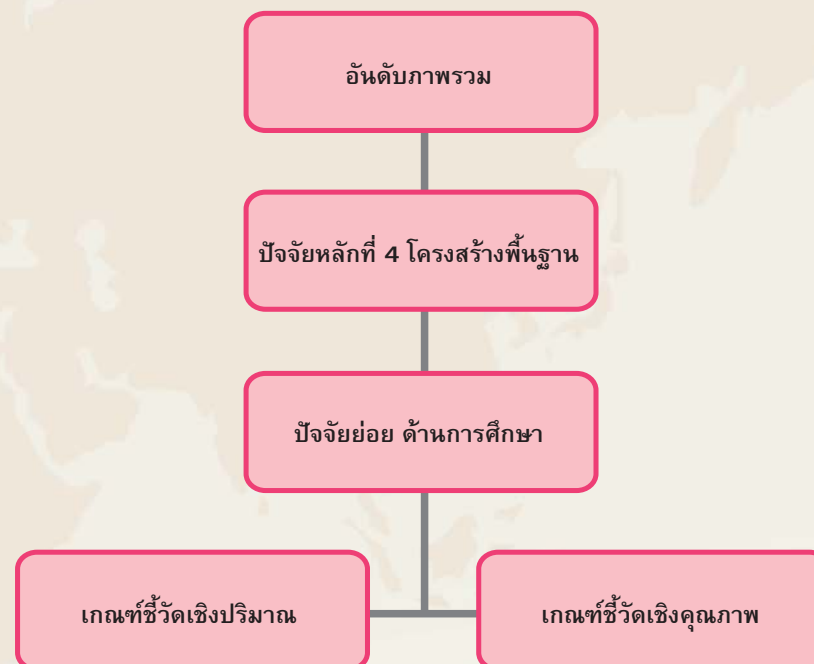 อันดับภาพรวม
ปัจจัยหลักที่ 4 โครงสร้างพื้นฐาน
ปัจจัยย่อย ด้านการศึกษา
เกณฑ์ชี้วัดเชิงปริมาณ
เกณฑ์ชี้วัดเชิงคุณภาพ